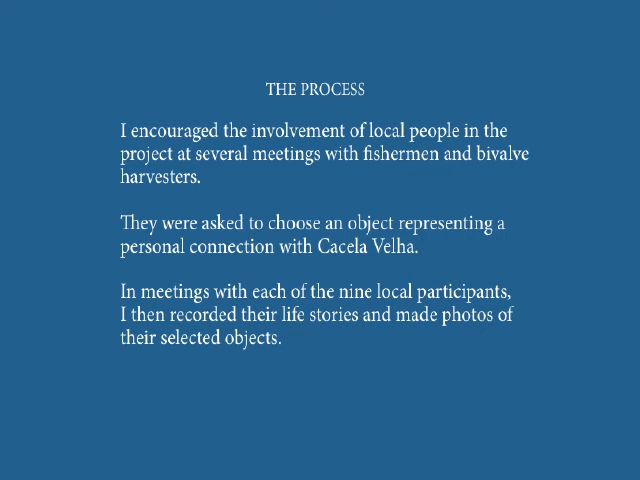 THE PROCESS
I encouraged the involvement of local people in the
project at several meetings with fishermen and bivalve
harvesters.
They were asked to choose an object representing a
personal connection with Cacela Velha.
In meetings with each of the nine local participants,
I then recorded their life stories and made photos of
their selected objects.